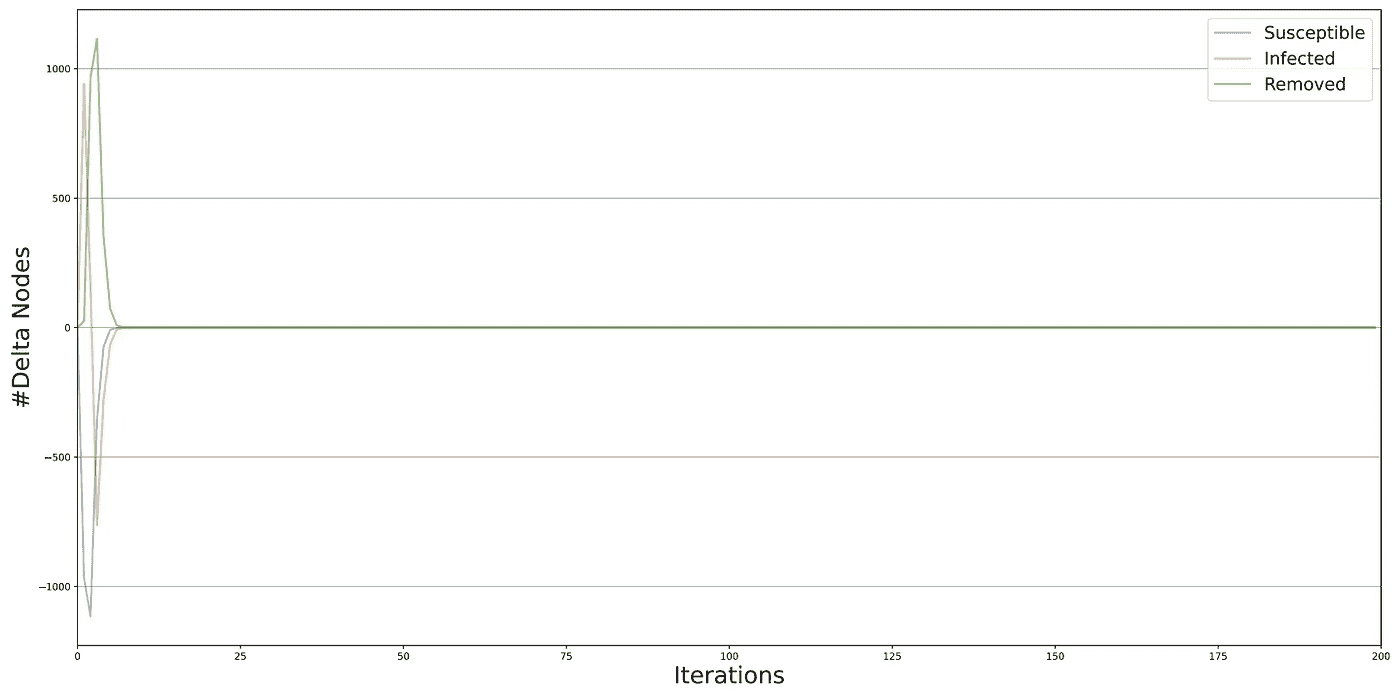 Susceptible
Infected
Removed
1000
500
0
−500
−1000
#Delta Nodes
0 25 50 75 100 125 150 175 200
Iterations